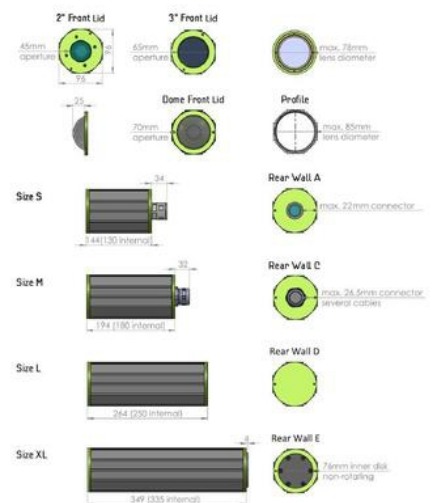 2" Front Lid
3" Front Lid
45mm
aperture
96
96
65mm
aperture
max. 78mm
lens diameter
25
Dome Front Lid
Profile
70mm
aperture
max. 85mm
lens diameter
Size S
34
144(130 internal)
Rear Wall A
max. 22mm connector
Size M
32
194 (180 internal)
Rear Wall C
max. 26.5mm connector
several cables
Size L
264 (250 internal)
Rear Wall D
Size XL
4
349 (335 internal)
Rear Wall E
76mm inner disk
non-rotating